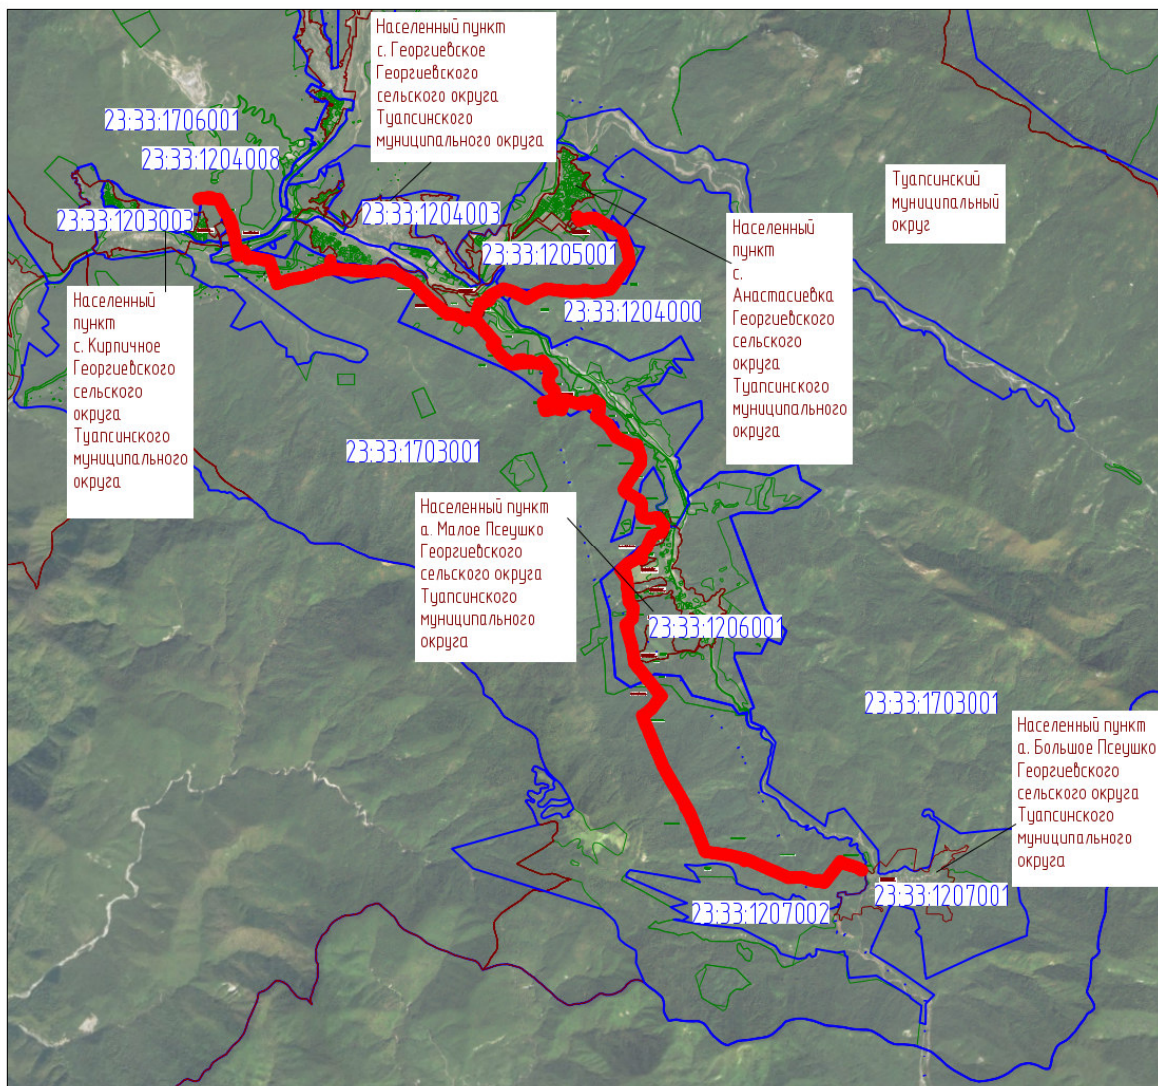 Населенный пункт
с. Георгиевское
Георгиевского
сельского округа
Туапсинского
муниципального округа
23:33:1706001
23:33:1204008
23:33:1203003
23:33:1204003
Туапсинский
муниципальный
округ
23:33:1205001
23:33:1204000
Населенный
пункт
с.
Анастасиевка
Георгиевского
сельского
округа
Туапсинского
муниципального
округа
Населенный
пункт
с. Кирпичное
Георгиевского
сельского
округа
Туапсинского
муниципального
округа
23:33:1703001
Населенный пункт
а. Малое Псеушко
Георгиевского
сельского округа
Туапсинского
муниципального
округа
23:33:1206001
23:33:1703001
Населенный пункт
а. Большое Псеушко
Георгиевского
сельского округа
Туапсинского
муниципального
округа
23:33:1207001
23:33:1207002